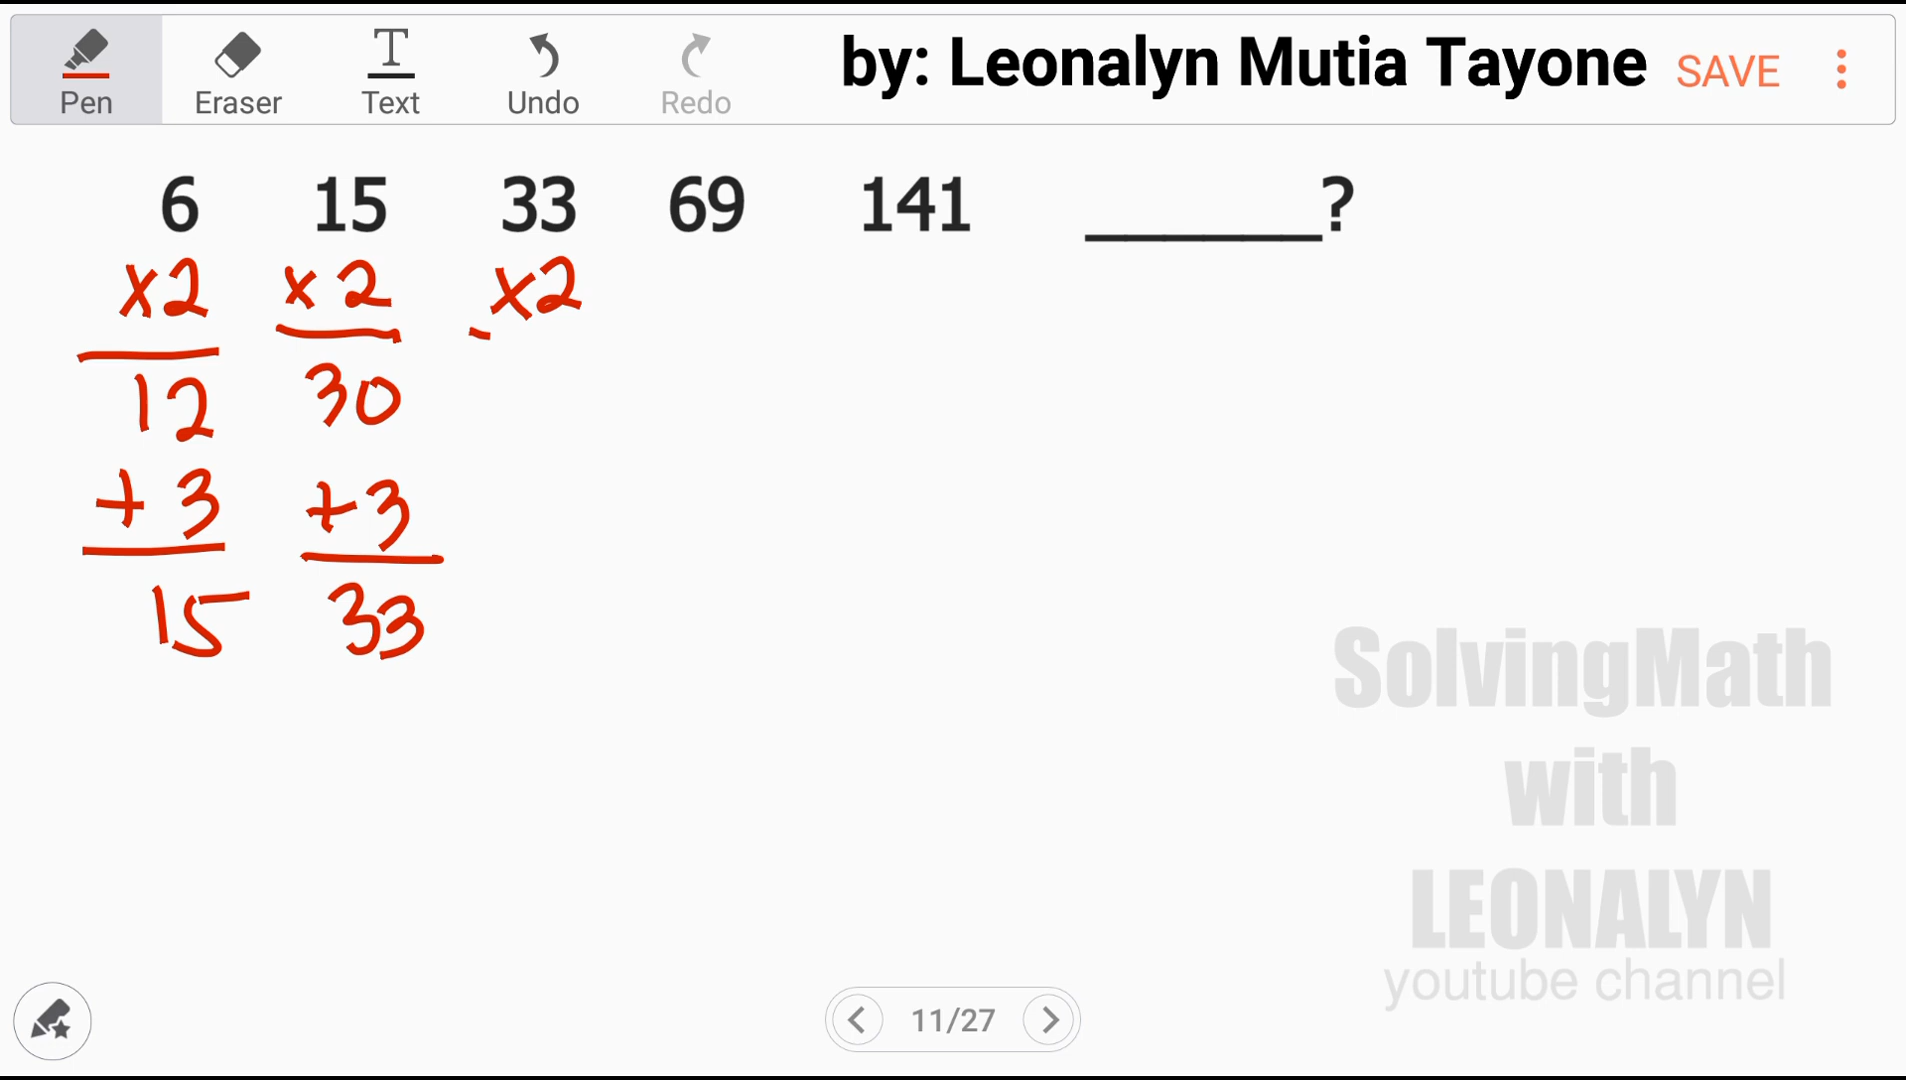 Pen Eraser Text Undo Redo by: Leonalyn Mutia Tayone SAVE
6 15 33 69 141 ______?
x2 x2 x2
12 30
+3 +3
15 33
SolvingMath
with
LEONALYN
youtube channel
11/27